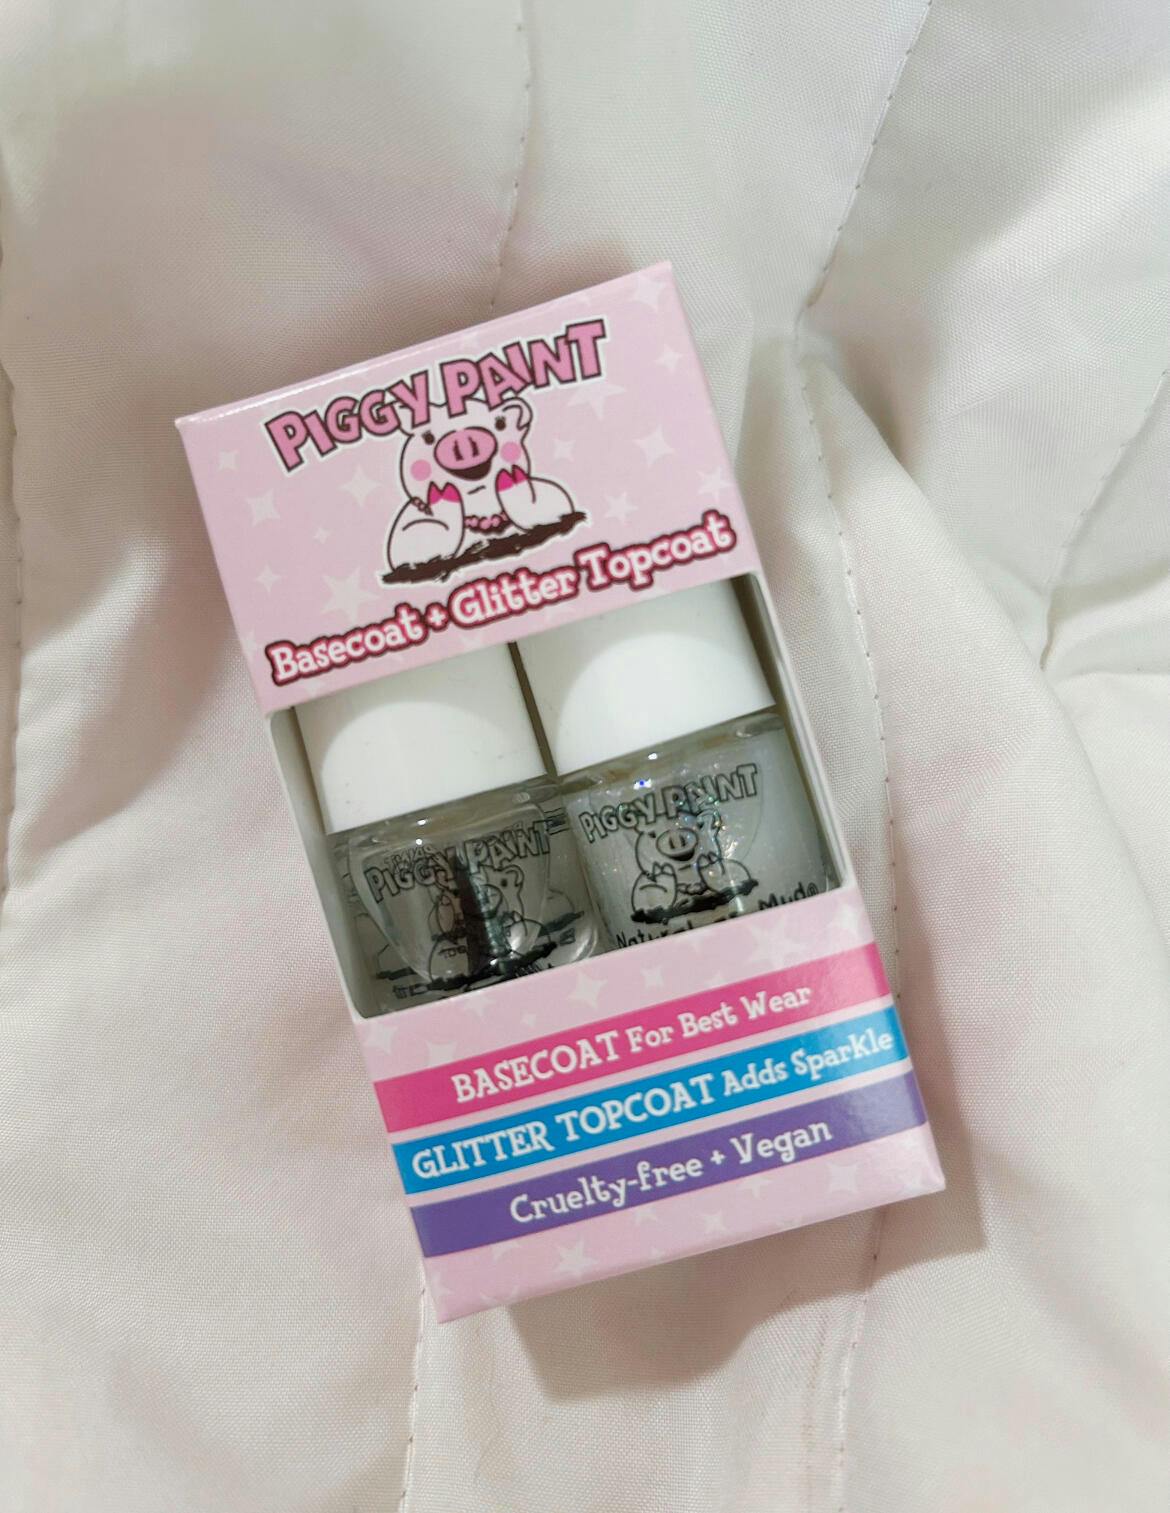 PIGGY PAINT
Basecoat + Glitter Topcoat
PIGGY PAINT
PIGGY PAINT
BASECOAT For Best Wear
GLITTER TOPCOAT Adds Sparkle
Cruelty-free + Vegan